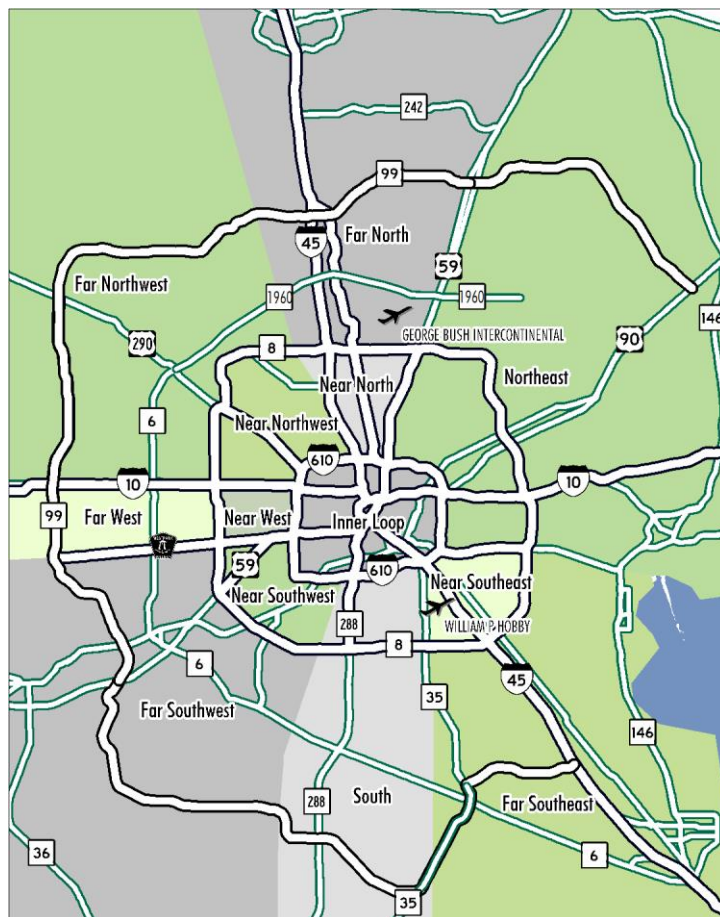 242
99
45
Far North
59
Far Northwest
1960
1960
146
GEORGE BUSH INTERCONTINENTAL
290
8
90
Near North
Northeast
6
Near Northwest
610
10
10
99
Far West
Near West
Inner Loop
59
610
Near Southeast
Near Southwest
WILLIAM P HOBBY
288
8
6
45
35
Far Southwest
146
288
South
Far Southeast
36
6
35